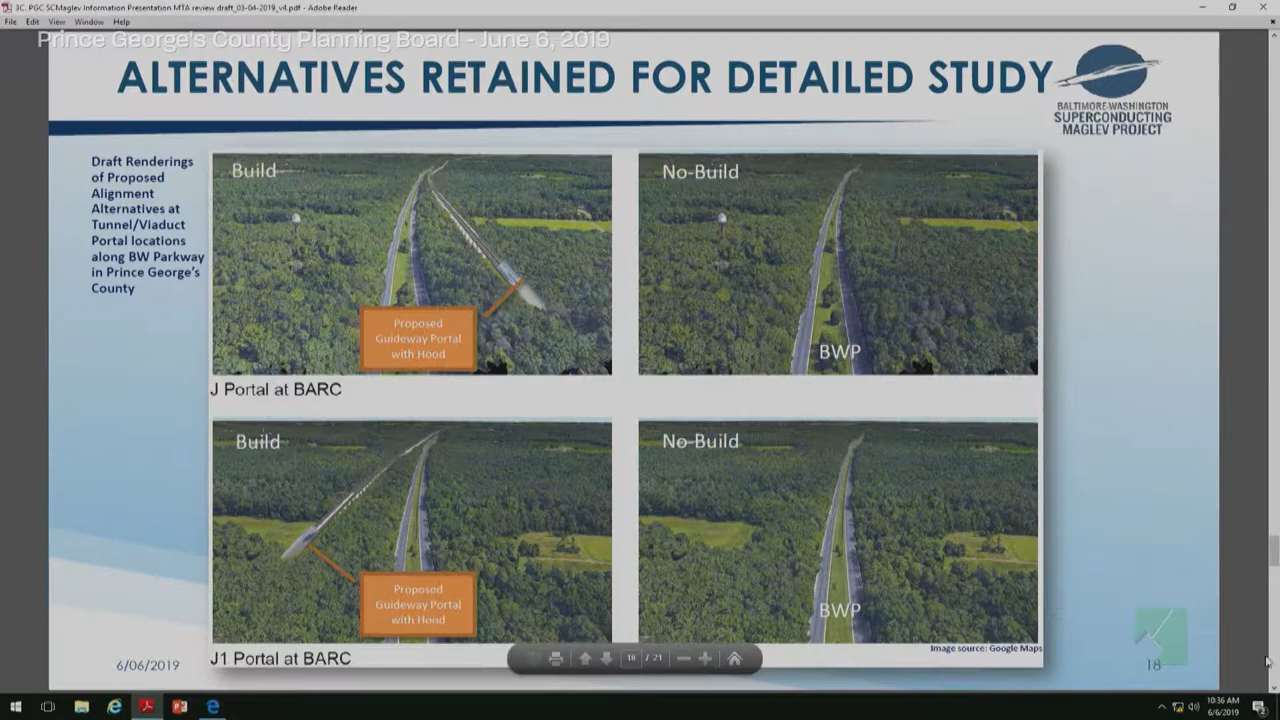 3C. PGC SCMaglev Information Presentation MTA review draft_03-04-2019_v4.pdf - Adobe Reader
File Edit View Window Help
Prince George's County Planning Board - June 6, 2019
ALTERNATIVES RETAINED FOR DETAILED STUDY
BALTIMORE-WASHINGTON
SUPERCONDUCTING
MAGLEV PROJECT
Draft Renderings
of Proposed
Alignment
Alternatives at
Tunnel/Viaduct
Portal locations
along BW Parkway
in Prince George's
County
Build
Proposed
Guideway Portal
with Hood
No-Build
BWP
J Portal at BARC
Build
Proposed
Guideway Portal
with Hood
No-Build
BWP
J1 Portal at BARC
Image source: Google Maps
6/06/2019
18 / 21
18
10:36 AM
6/6/2019
2